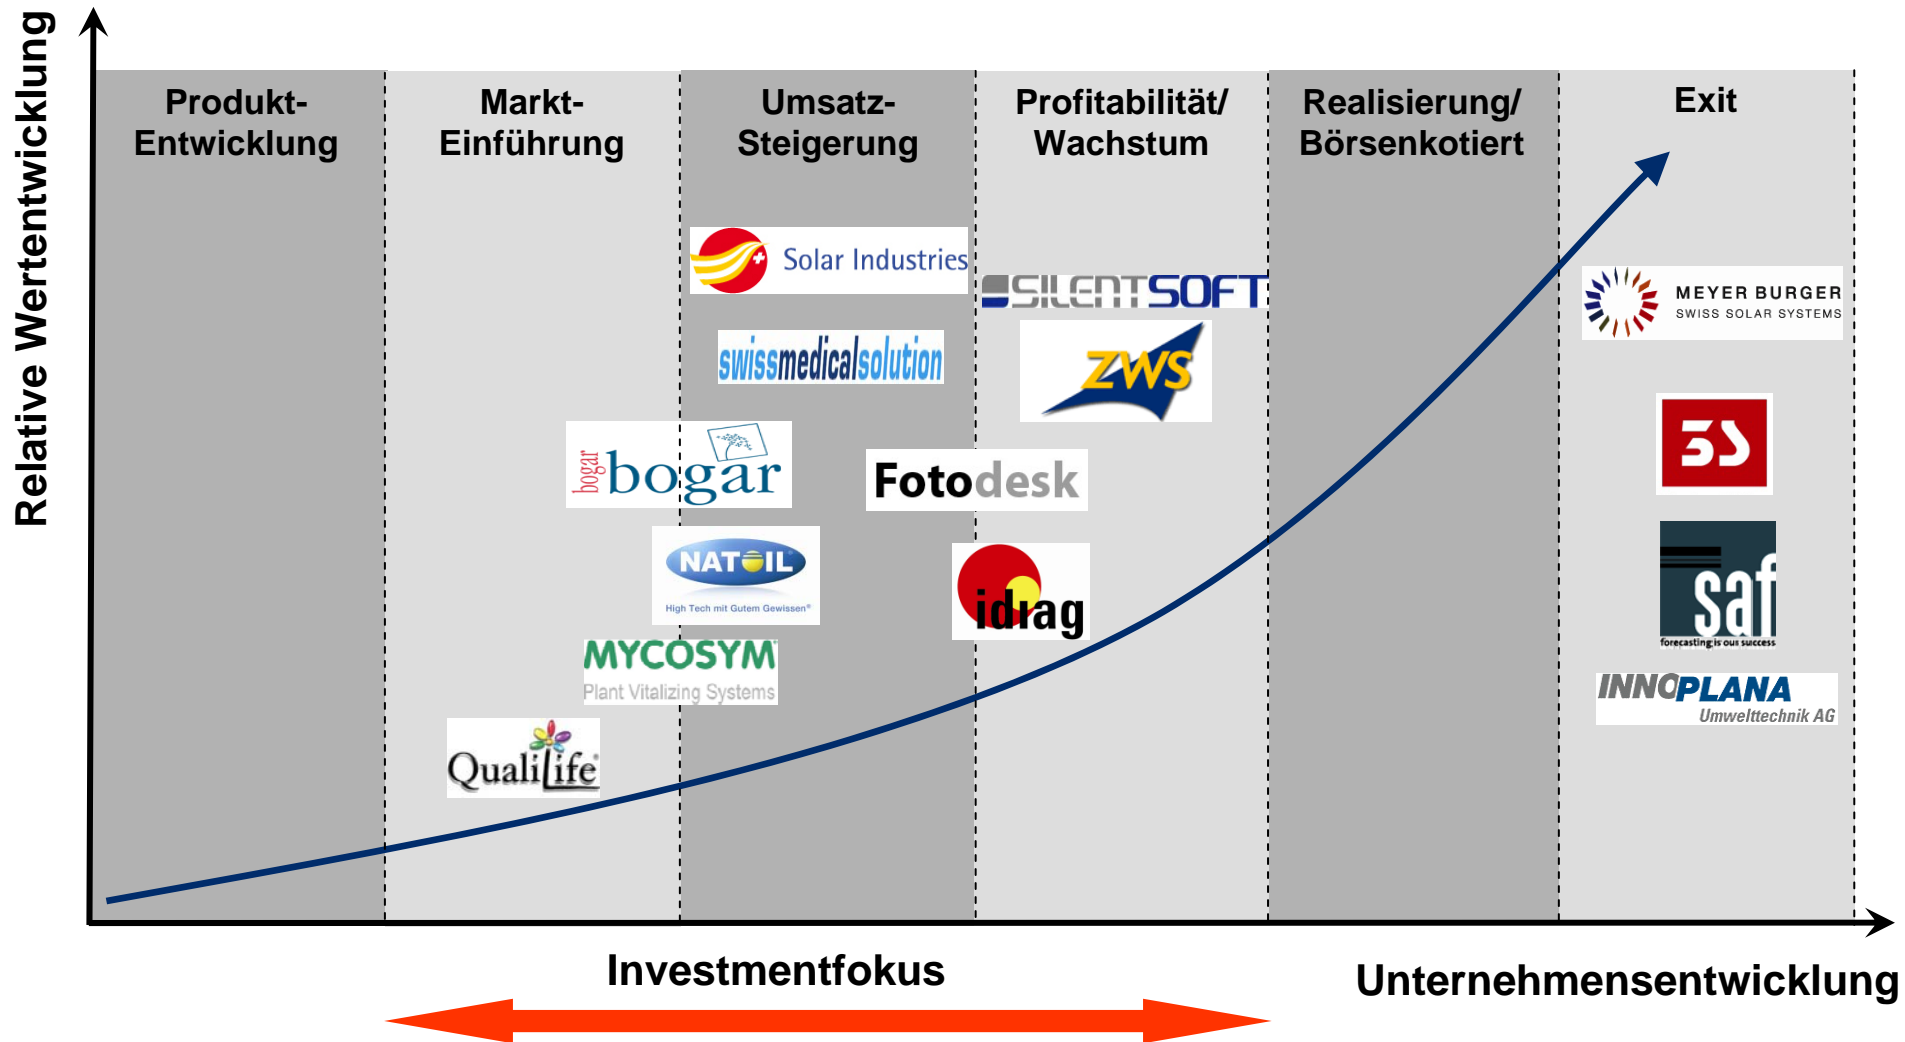 Relative Wertentwicklung
Produkt-
Entwicklung
Markt-
Einführung
Umsatz-
Steigerung
Profitabilität/
Wachstum
Realisierung/
Börsenkotiert
Exit
Solar Industries
SILENTSOFT
MEYER BURGER
SWISS SOLAR SYSTEMS
swissmedicalsolution
ZWS
3S
bogar
bogar
Fotodesk
NATOIL
High Tech mit Gutem Gewissen®
idiag
saf
forecasting is our success
MYCOSYM
Plant Vitalizing Systems
INNOPLANA
Umwelttechnik AG
QualiLife®
Investmentfokus
Unternehmensentwicklung